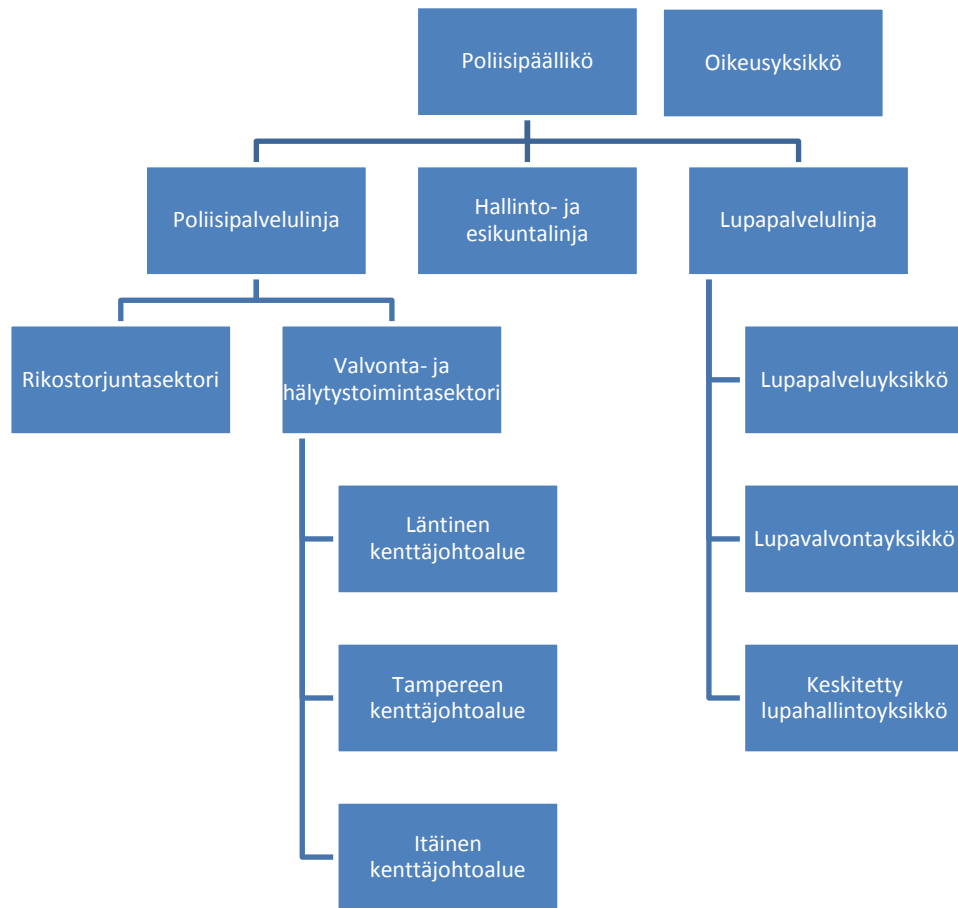 Poliisipäällikö
Oikeusyksikkö
Poliisipalvelulinja
Hallinto- ja
esikuntalinja
Lupapalvelulinja
Rikostorjuntasektori
Valvonta- ja
hälytystoimintasektori
Lupapalveluyksikkö
Läntinen
kenttäjohtoalue
Lupavalvontayksikkö
Tampereen
kenttäjohtoalue
Keskitetty
lupahallintoyksikkö
Itäinen
kenttäjohtoalue